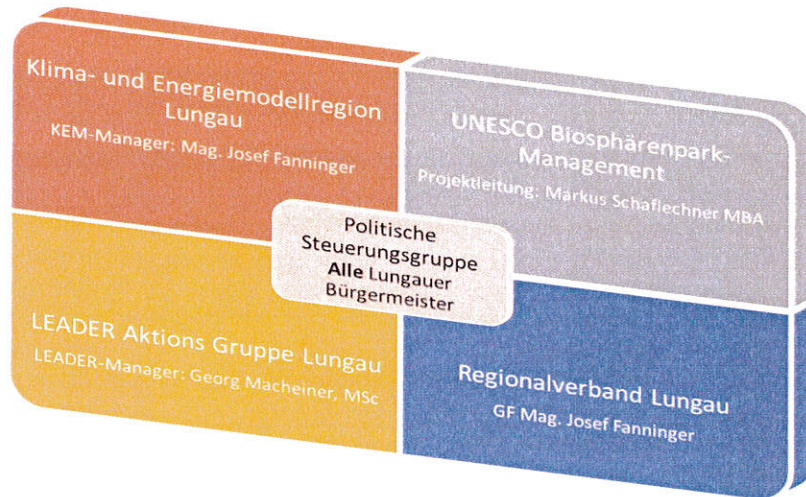 Klima- und Energiemodellregion
Lungau
KEM-Manager: Mag. Josef Fanninger
UNESCO Biosphärenpark-
Management
Projektleitung: Markus Schaflechner MBA
Politische
Steuerungsgruppe
Alle Lungauer
Bürgermeister
LEADER Aktions Gruppe Lungau
LEADER-Manager: Georg Macheiner, MSc
Regionalverband Lungau
GF Mag. Josef Fanninger